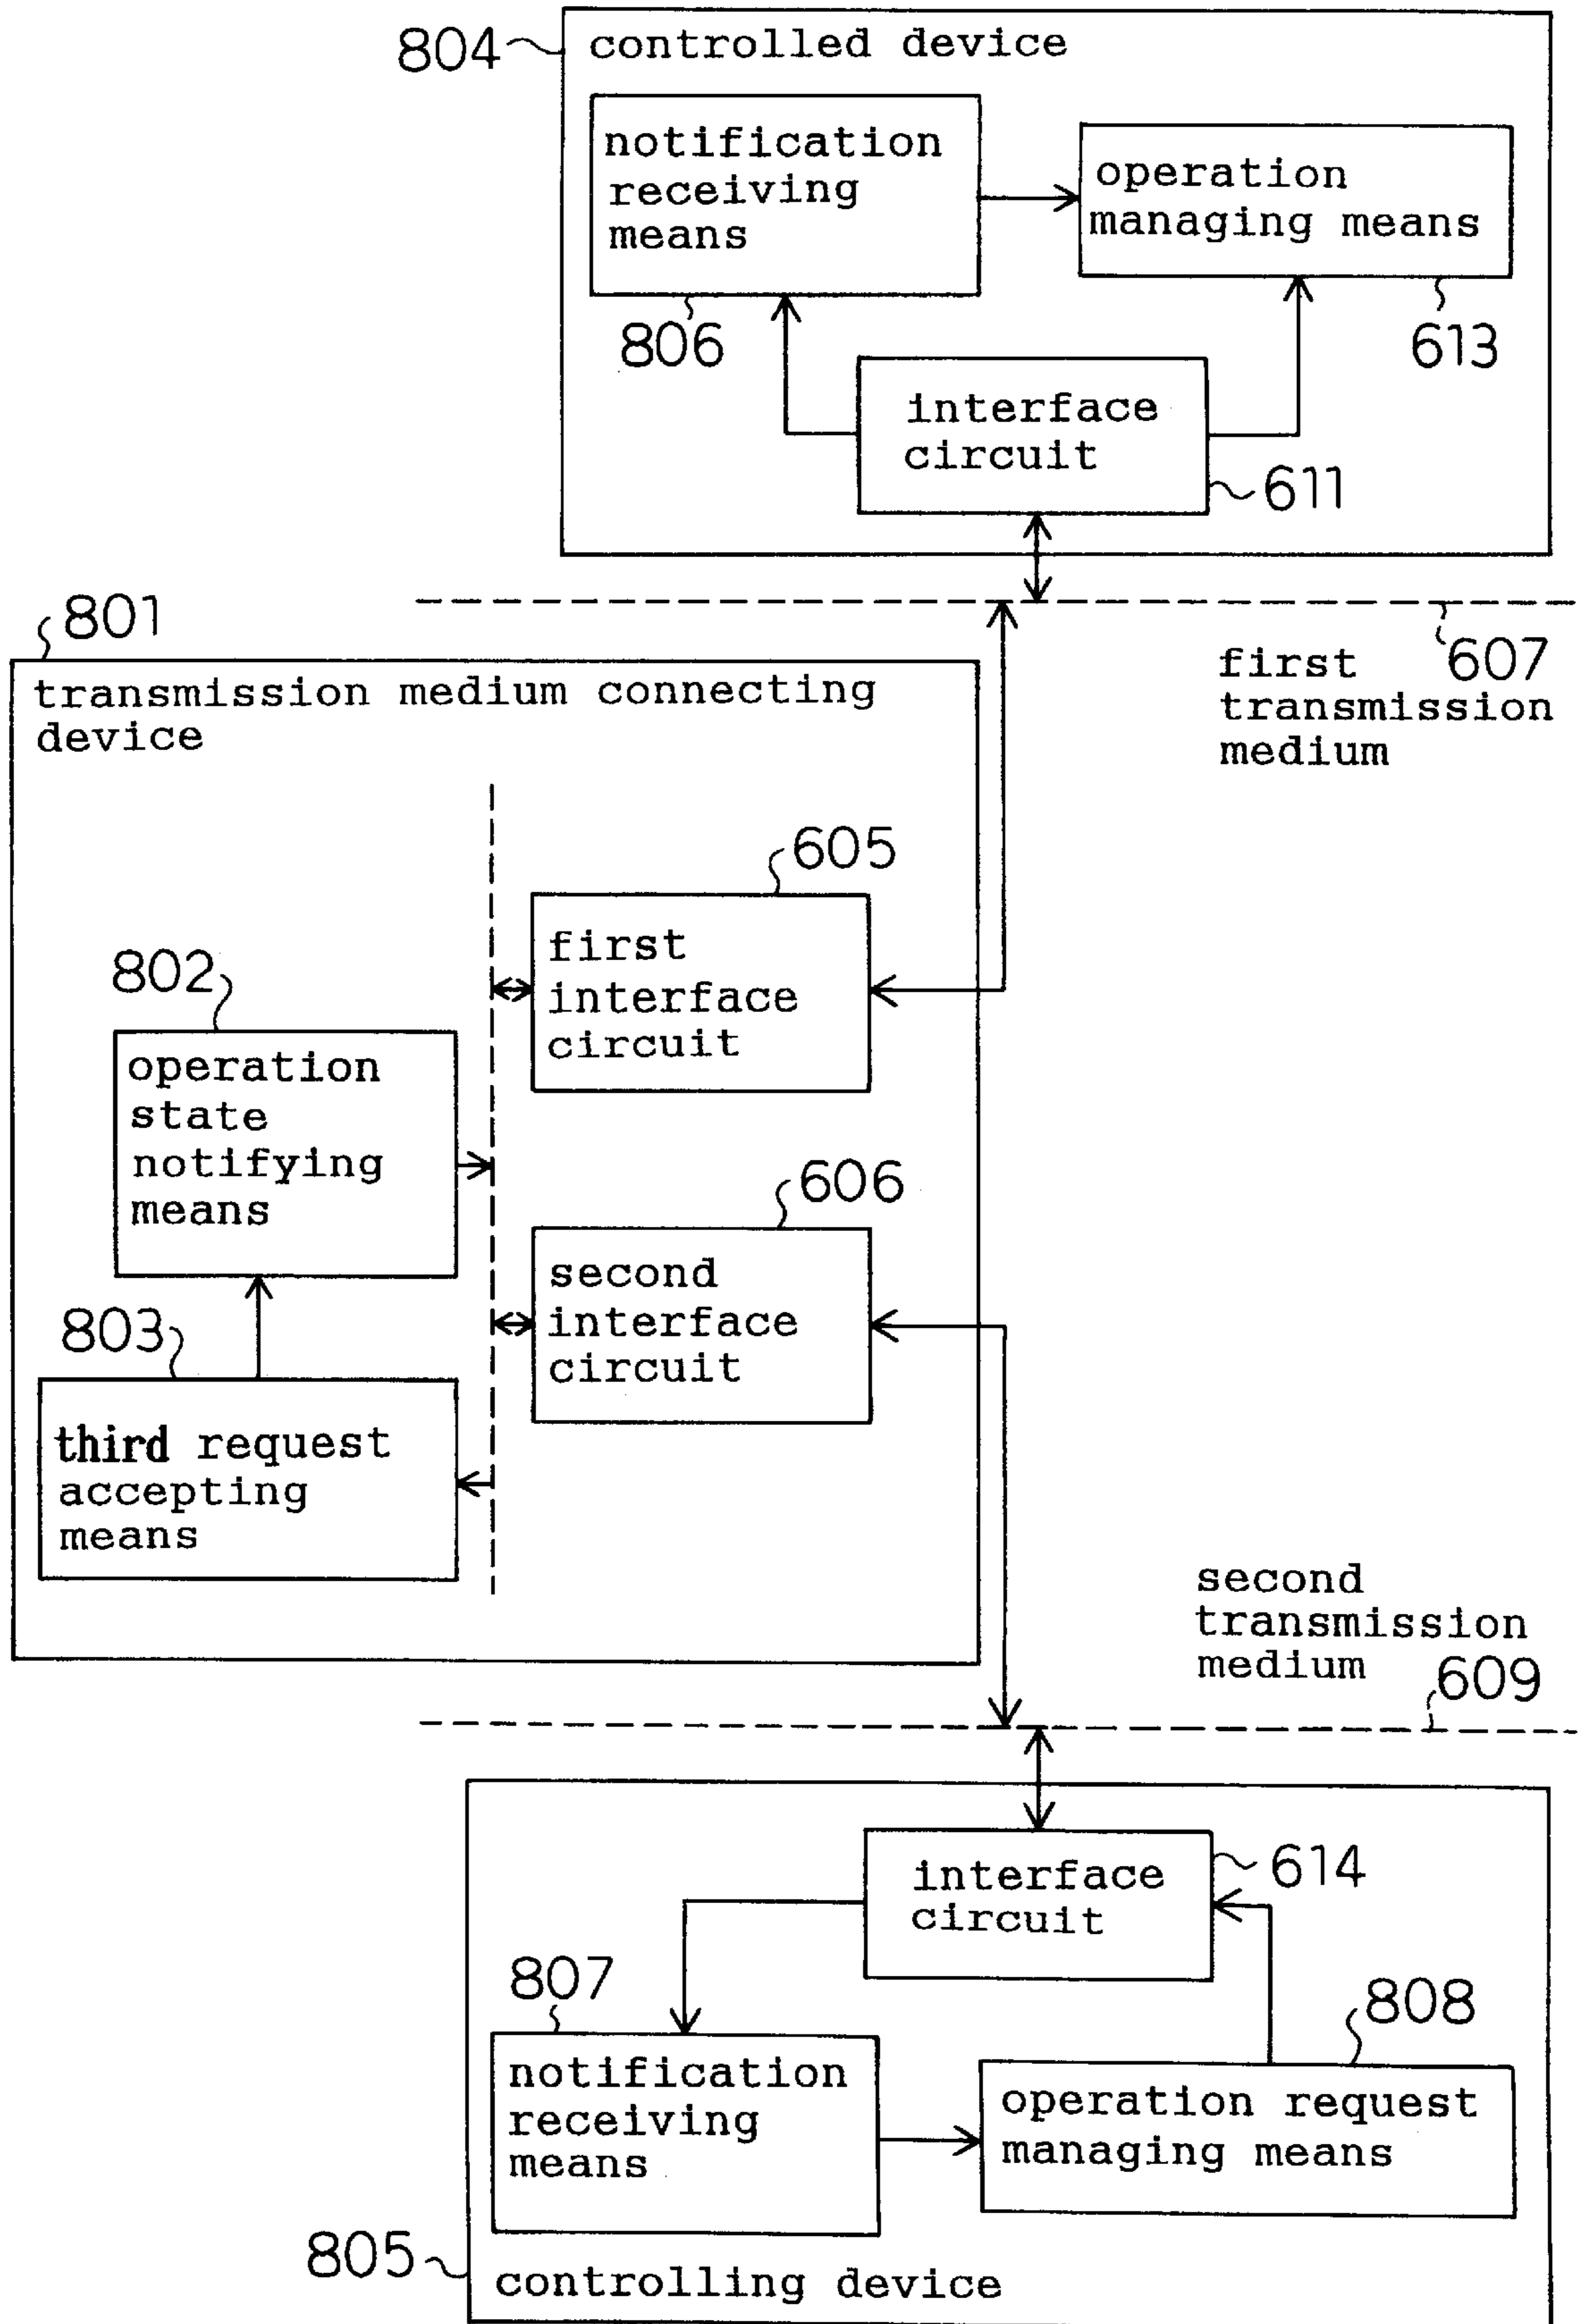 804
controlled device
notification
receiving
means
operation
managing means
806
613
interface
circuit
611
801
607
first
transmission
medium
transmission medium connecting
device
605
first
interface
circuit
802
operation
state
notifying
means
606
second
interface
circuit
803
third request
accepting
means
second
transmission
medium
609
interface
circuit
614
807
808
notification
receiving
means
operation request
managing means
805
controlling device